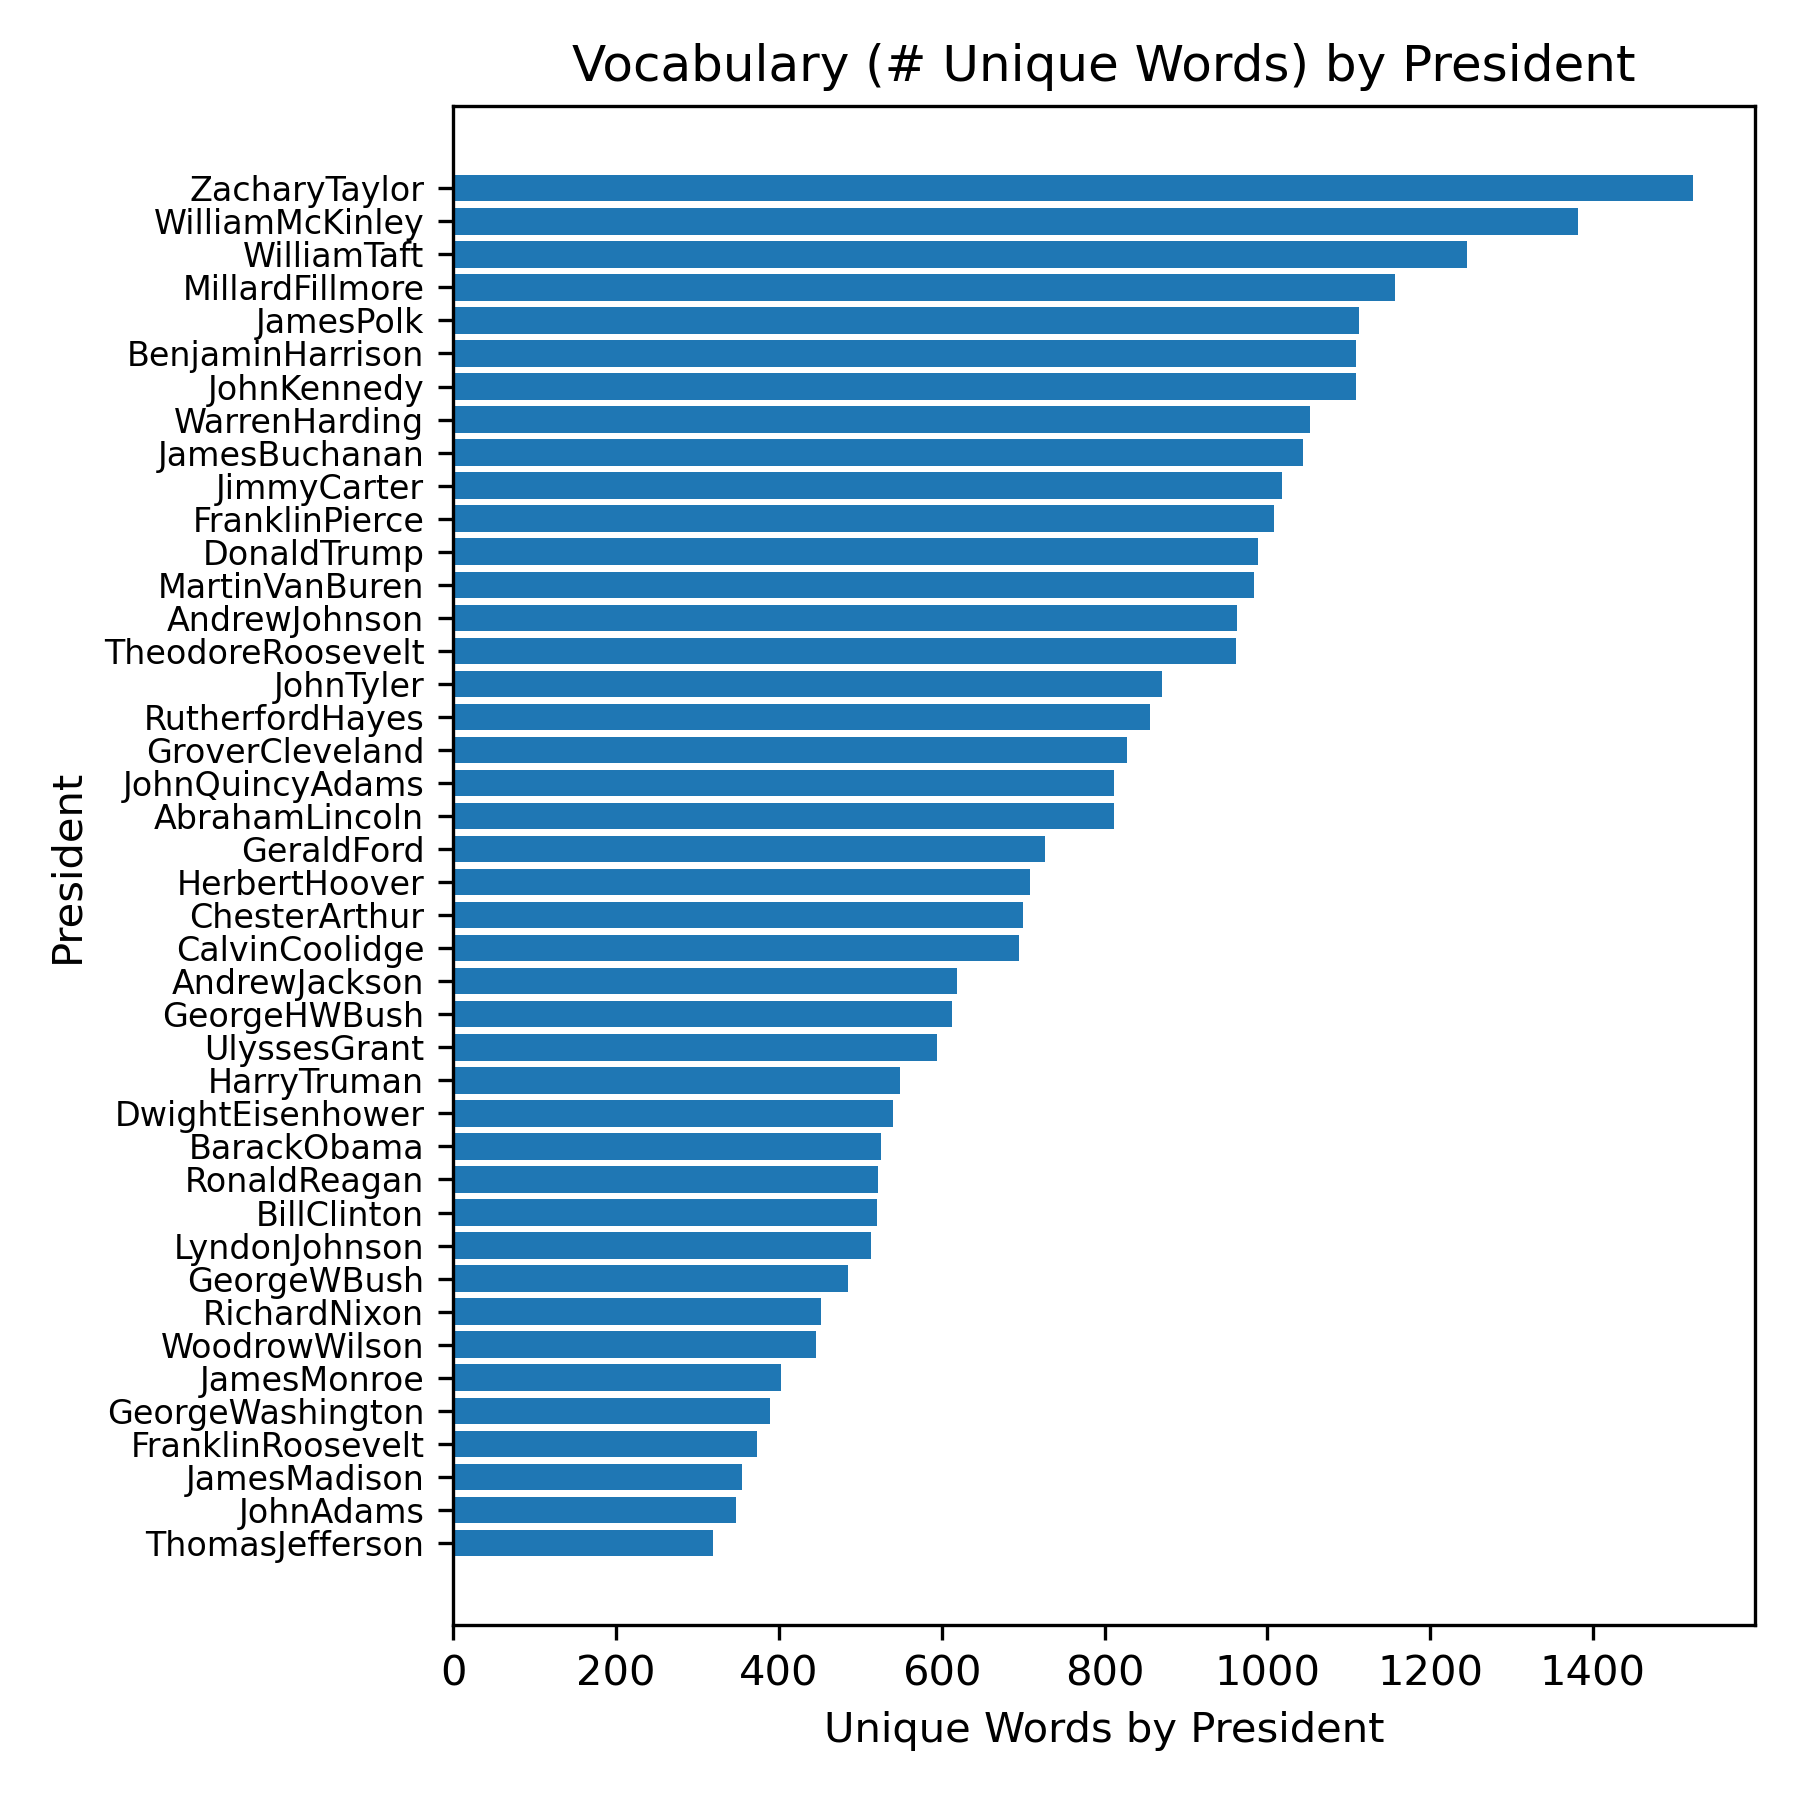 Vocabulary (# Unique Words) by President
ZacharyTaylor
WilliamMcKinley
WilliamTaft
MillardFillmore
JamesPolk
BenjaminHarrison
JohnKennedy
WarrenHarding
JamesBuchanan
JimmyCarter
FranklinPierce
DonaldTrump
MartinVanBuren
AndrewJohnson
TheodoreRoosevelt
JohnTyler
RutherfordHayes
GroverCleveland
JohnQuincyAdams
AbrahamLincoln
GeraldFord
HerbertHoover
ChesterArthur
CalvinCoolidge
AndrewJackson
GeorgeHWBush
UlyssesGrant
HarryTruman
DwightEisenhower
BarackObama
RonaldReagan
BillClinton
LyndonJohnson
GeorgeWBush
RichardNixon
WoodrowWilson
JamesMonroe
GeorgeWashington
FranklinRoosevelt
JamesMadison
JohnAdams
ThomasJefferson
President
0 200 400 600 800 1000 1200 1400
Unique Words by President